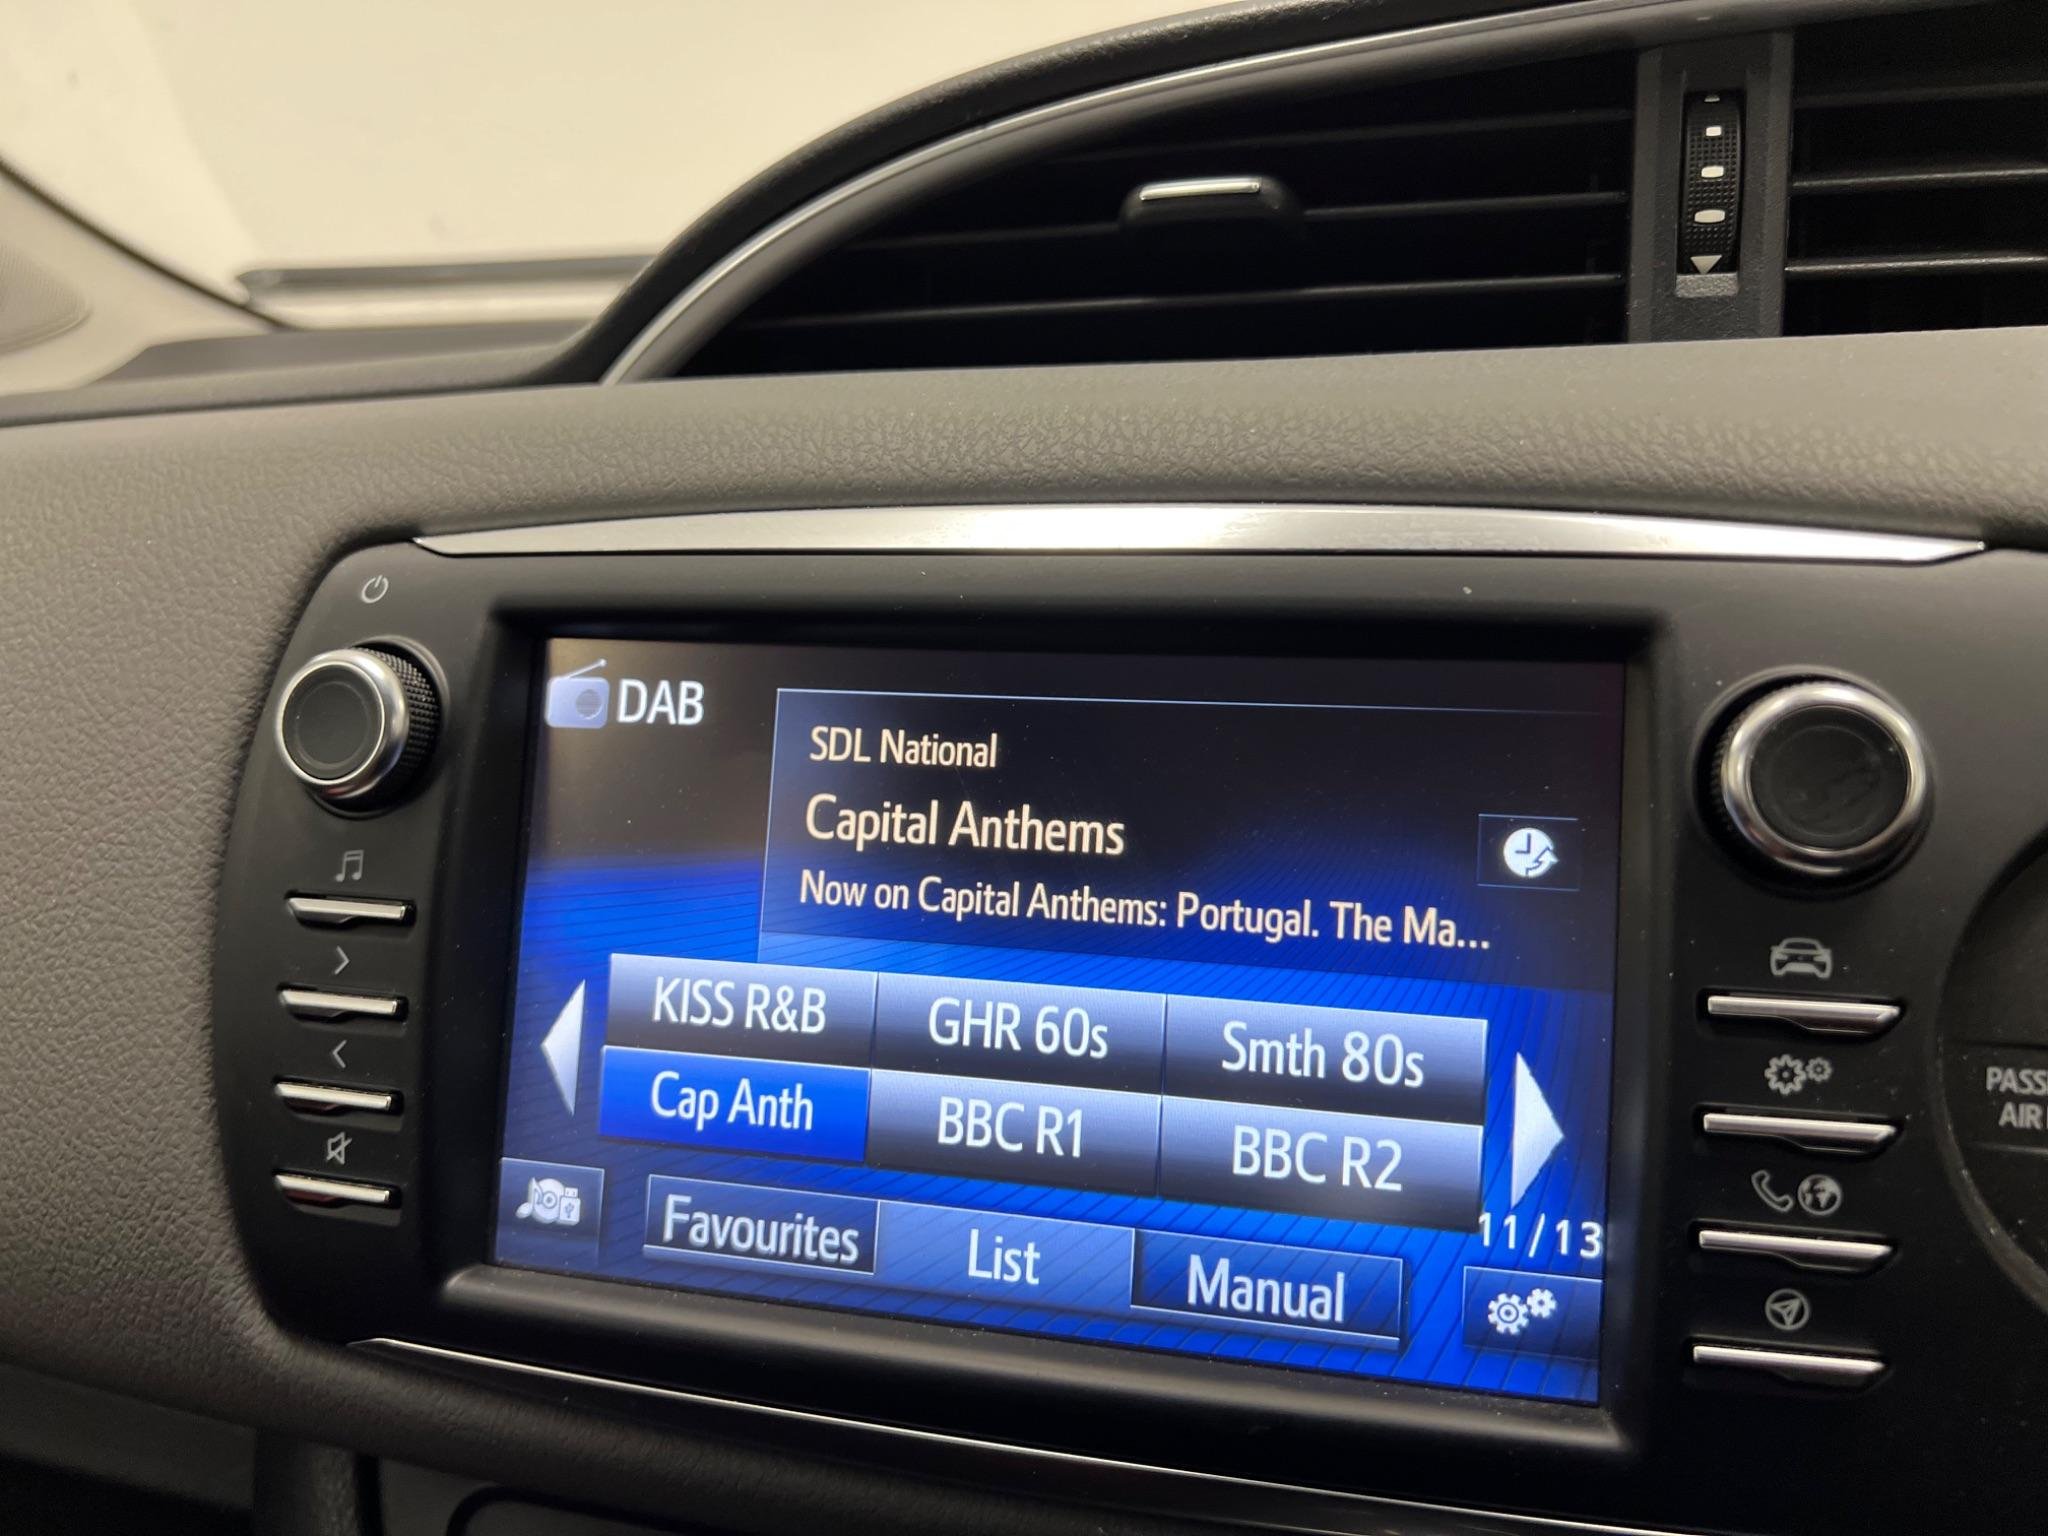 DAB
SDL National
Capital Anthems
Now on Capital Anthems: Portugal. The Ma...
KISS R&B GHR 60s Smth 80s
Cap Anth BBC R1 BBC R2
11/13
Favourites List Manual
PASS
AIR